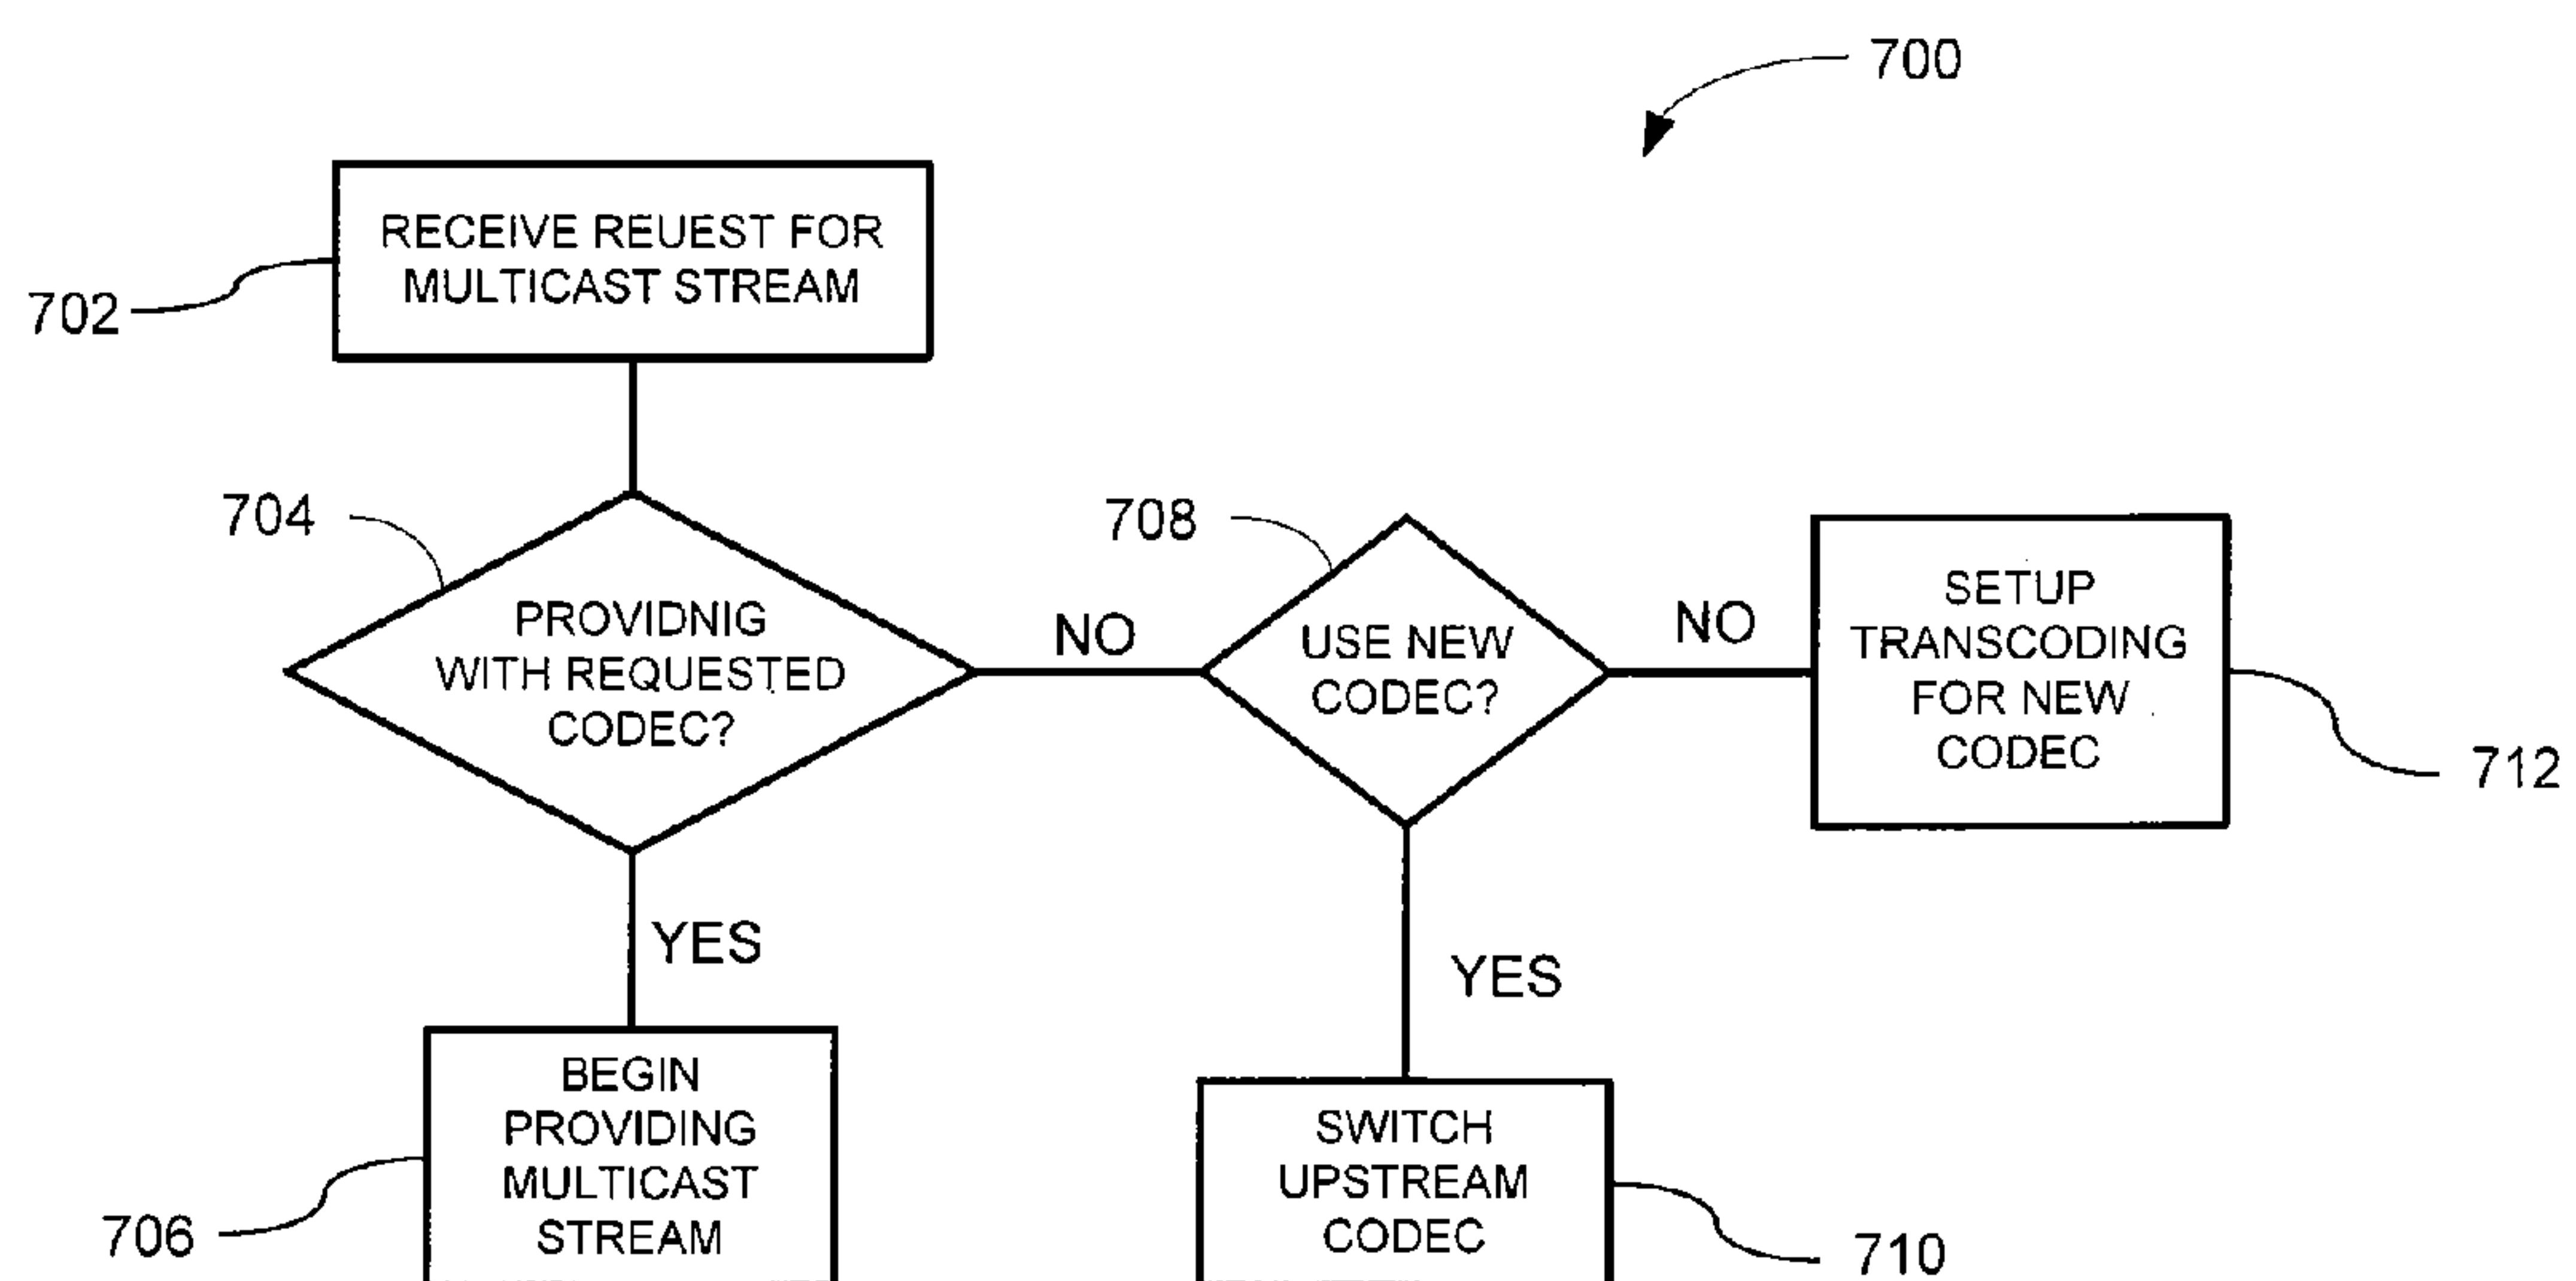 700
RECEIVE REUEST FOR
MULTICAST STREAM
702
704
PROVIDNIG
WITH REQUESTED
CODEC?
NO
708
USE NEW
CODEC?
NO
SETUP
TRANSCODING
FOR NEW
CODEC
712
YES
BEGIN
PROVIDING
MULTICAST
STREAM
706
YES
SWITCH
UPSTREAM
CODEC
710